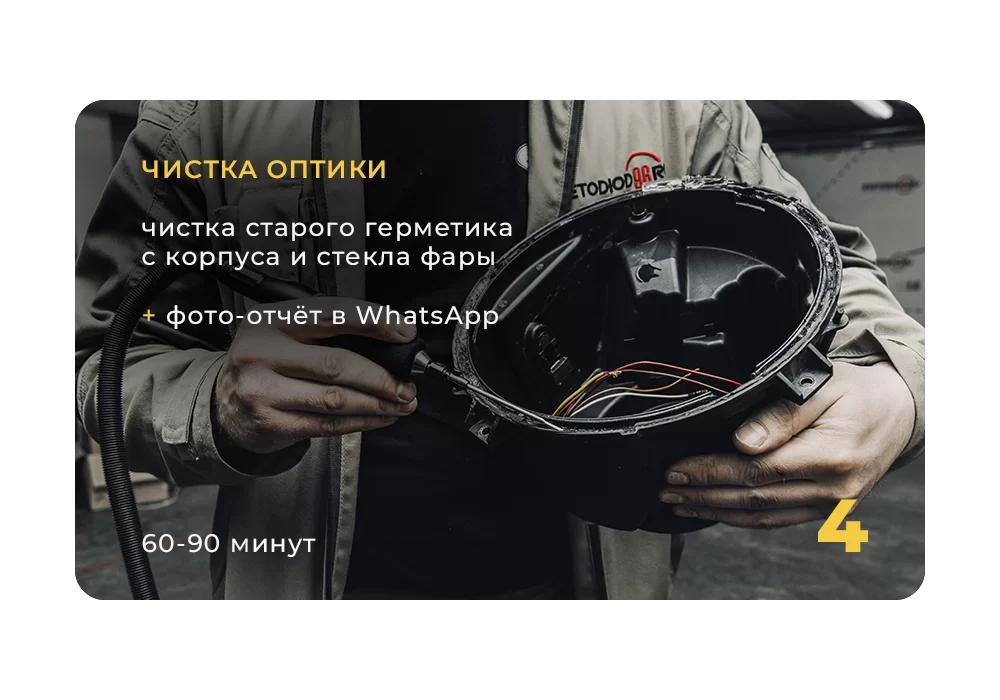 ЧИСТКА ОПТИКИ
чистка старого герметика
с корпуса и стекла фары
+ фото-отчёт в WhatsApp
60-90 минут
4